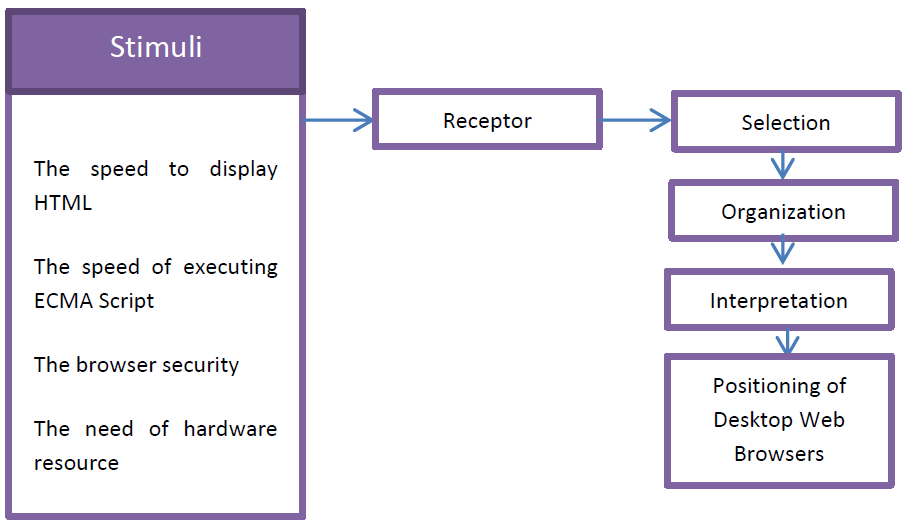 Stimuli
The speed to display
HTML
The speed of executing
ECMA Script
The browser security
The need of hardware
resource
Receptor
Selection
Organization
Interpretation
Positioning of
Desktop Web
Browsers